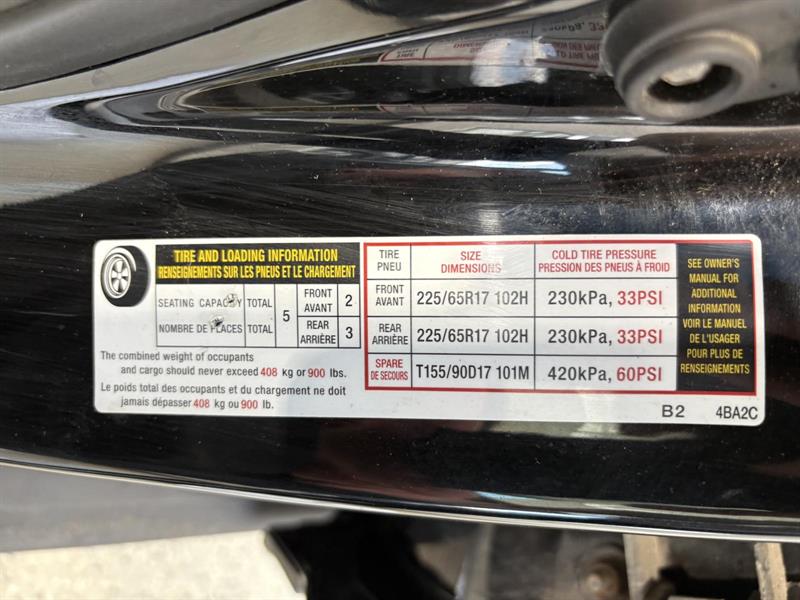 TIRE AND LOADING INFORMATION
RENSEIGNEMENTS SUR LES PNEUS ET LE CHARGEMENT
SEATING CAPACITY TOTAL 5 FRONT AVANT 2
NOMBRE DE PLACES TOTAL REAR ARRIÈRE 3
The combined weight of occupants
and cargo should never exceed 408 kg or 900 lbs.
Le poids total des occupants et du chargement ne doit
jamais dépasser 408 kg ou 900 lb.
TIRE PNEU SIZE DIMENSIONS COLD TIRE PRESSURE PRESSION DES PNEUS À FROID
FRONT AVANT 225/65R17 102H 230kPa, 33PSI
REAR ARRIÈRE 225/65R17 102H 230kPa, 33PSI
SPARE DE SECOURS T155/90D17 101M 420kPa, 60PSI
SEE OWNER'S
MANUAL FOR
ADDITIONAL
INFORMATION
VOIR LE MANUEL
DE L'USAGER
POUR PLUS DE
RENSEIGNEMENTS
B2 4BA2C